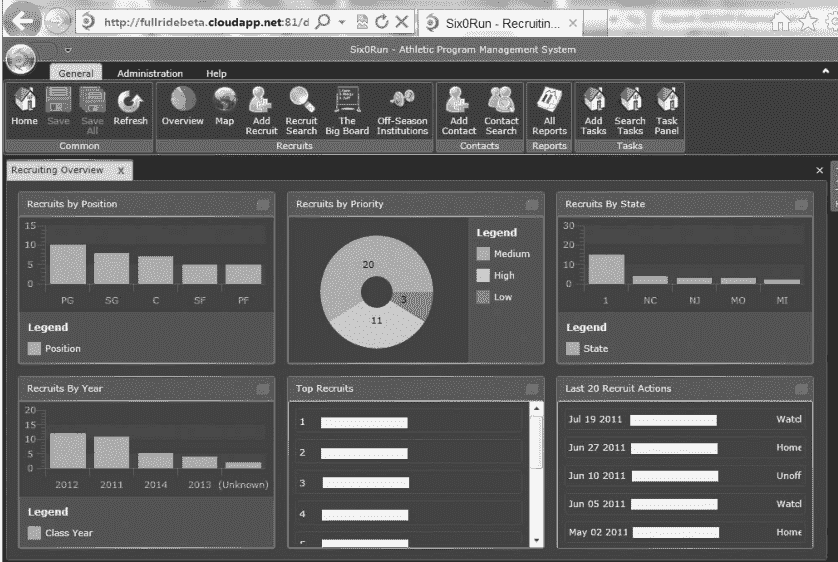 http://fullridebeta.cloudapp.net:81/d
Six0Run - Recruitin...
Six0Run - Athletic Program Management System
General Administration Help
Home Save Save All Refresh
Overview Map Add Recruit Recruit Search The Big Board Off-Season Institutions
Add Contact Contact Search
All Reports
Add Tasks Search Tasks Task Panel
Common Recruits Contacts Reports Tasks
Recruiting Overview X
Recruits by Position
15
10
5
0
PG SG C SF PF
Legend
Position
Recruits by Priority
20
3
11
Legend
Medium
High
Low
Recruits By State
30
20
10
0
1 NC NJ MO MI
Legend
State
Recruits By Year
20
15
10
5
0
2012 2011 2014 2013 (Unknown)
Legend
Class Year
Top Recruits
1
2
3
4
Last 20 Recruit Actions
Jul 19 2011 Watch
Jun 27 2011 Home
Jun 10 2011 Unoff
Jun 05 2011 Watch
May 02 2011 Home